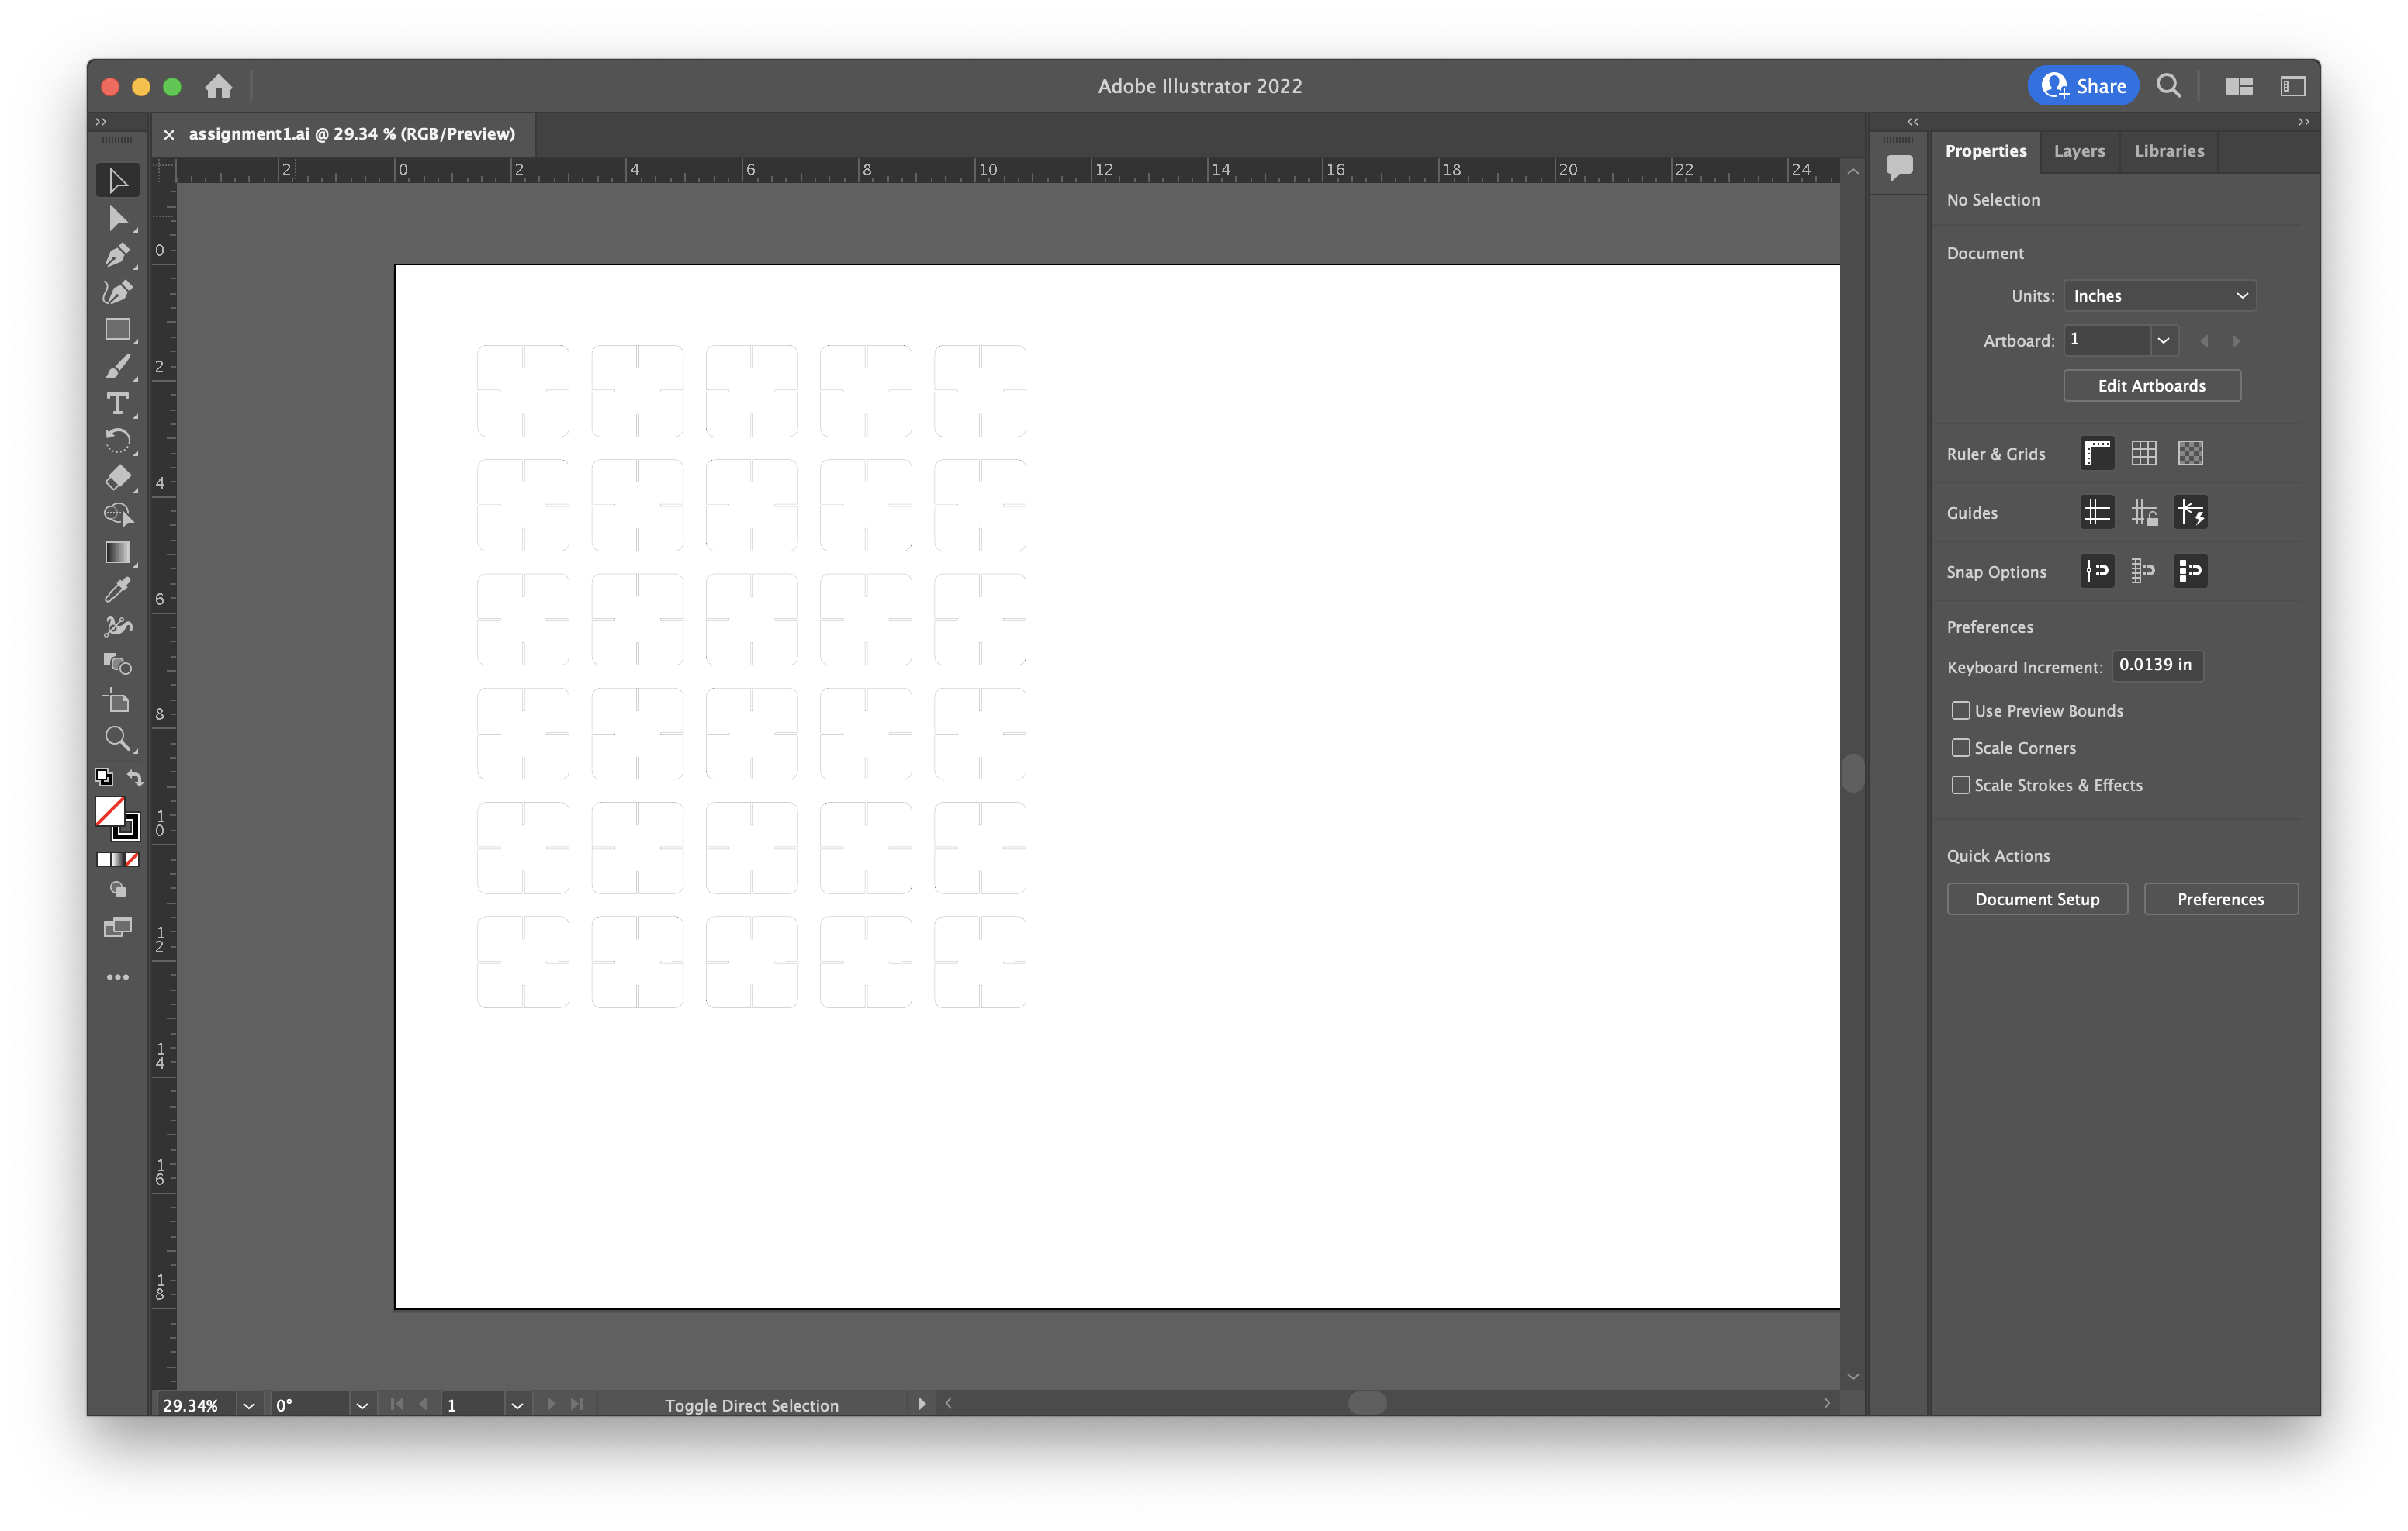 Adobe Illustrator 2022
Share
assignment1.ai @ 29.34 % (RGB/Preview)
Properties
Layers
Libraries
2 0 2 4 6 8 10 12 14 16 18 20 22 24
0
2
4
6
8
10
12
14
16
18
No Selection
Document
Units: Inches
Artboard: 1
Edit Artboards
Ruler & Grids
Guides
Snap Options
Preferences
Keyboard Increment: 0.0139 in
Use Preview Bounds
Scale Corners
Scale Strokes & Effects
Quick Actions
Document Setup
Preferences
29.34% 0° 1 Toggle Direct Selection